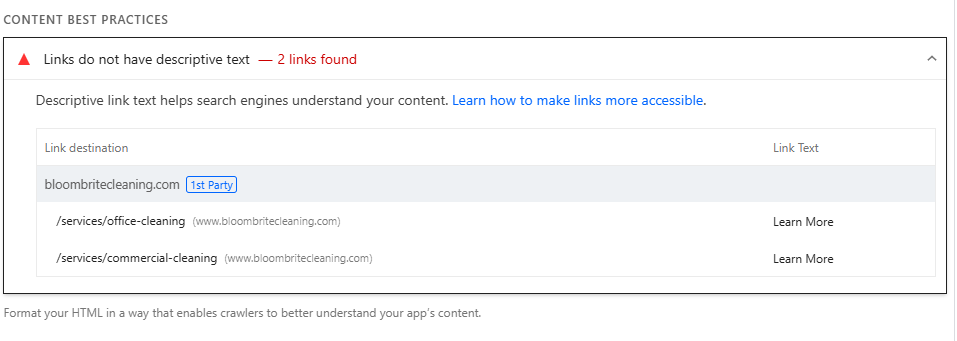 CONTENT BEST PRACTICES
Links do not have descriptive text — 2 links found
Descriptive link text helps search engines understand your content. Learn how to make links more accessible.
Link destination Link Text
bloombritecleaning.com 1st Party
/services/office-cleaning (www.bloombritecleaning.com) Learn More
/services/commercial-cleaning (www.bloombritecleaning.com) Learn More
Format your HTML in a way that enables crawlers to better understand your app's content.